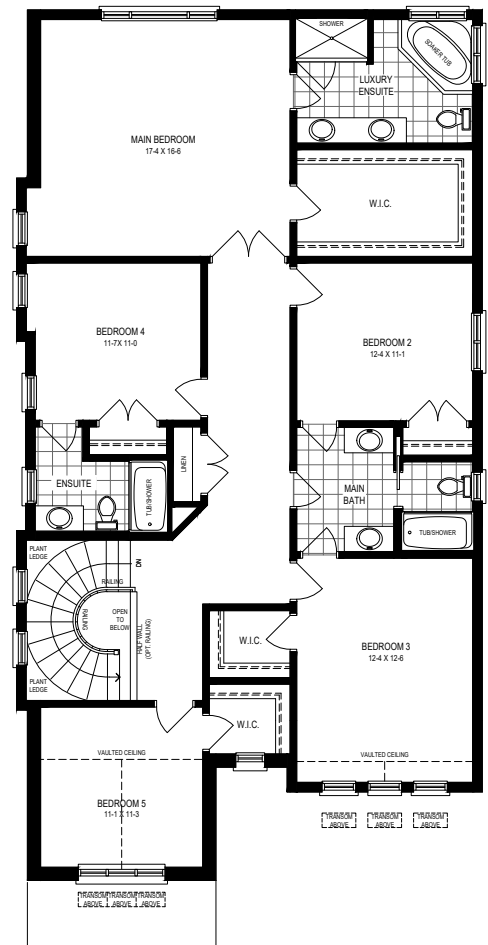 SHOWER
SOAKER TUB
LUXURY
ENSUITE
MAIN BEDROOM
17-4 X 16-6
W.I.C.
BEDROOM 4
11-7X 11-0
BEDROOM 2
12-4 X 11-1
LINEN
ENSUITE
TUB/SHOWER
MAIN
BATH
TUB/SHOWER
PLANT
LEDGE
DN
RAILING
RAILING
OPEN
TO
BELOW
HALF WALL
(OPT. RAILING)
PLANT
LEDGE
W.I.C.
BEDROOM 3
12-4 X 12-6
W.I.C.
VAULTED CEILING
VAULTED CEILING
BEDROOM 5
11-1 X 11-3
TRANSOM
ABOVE
TRANSOM
ABOVE
TRANSOM
ABOVE
TRANSOM
ABOVE
TRANSOM
ABOVE
TRANSOM
ABOVE